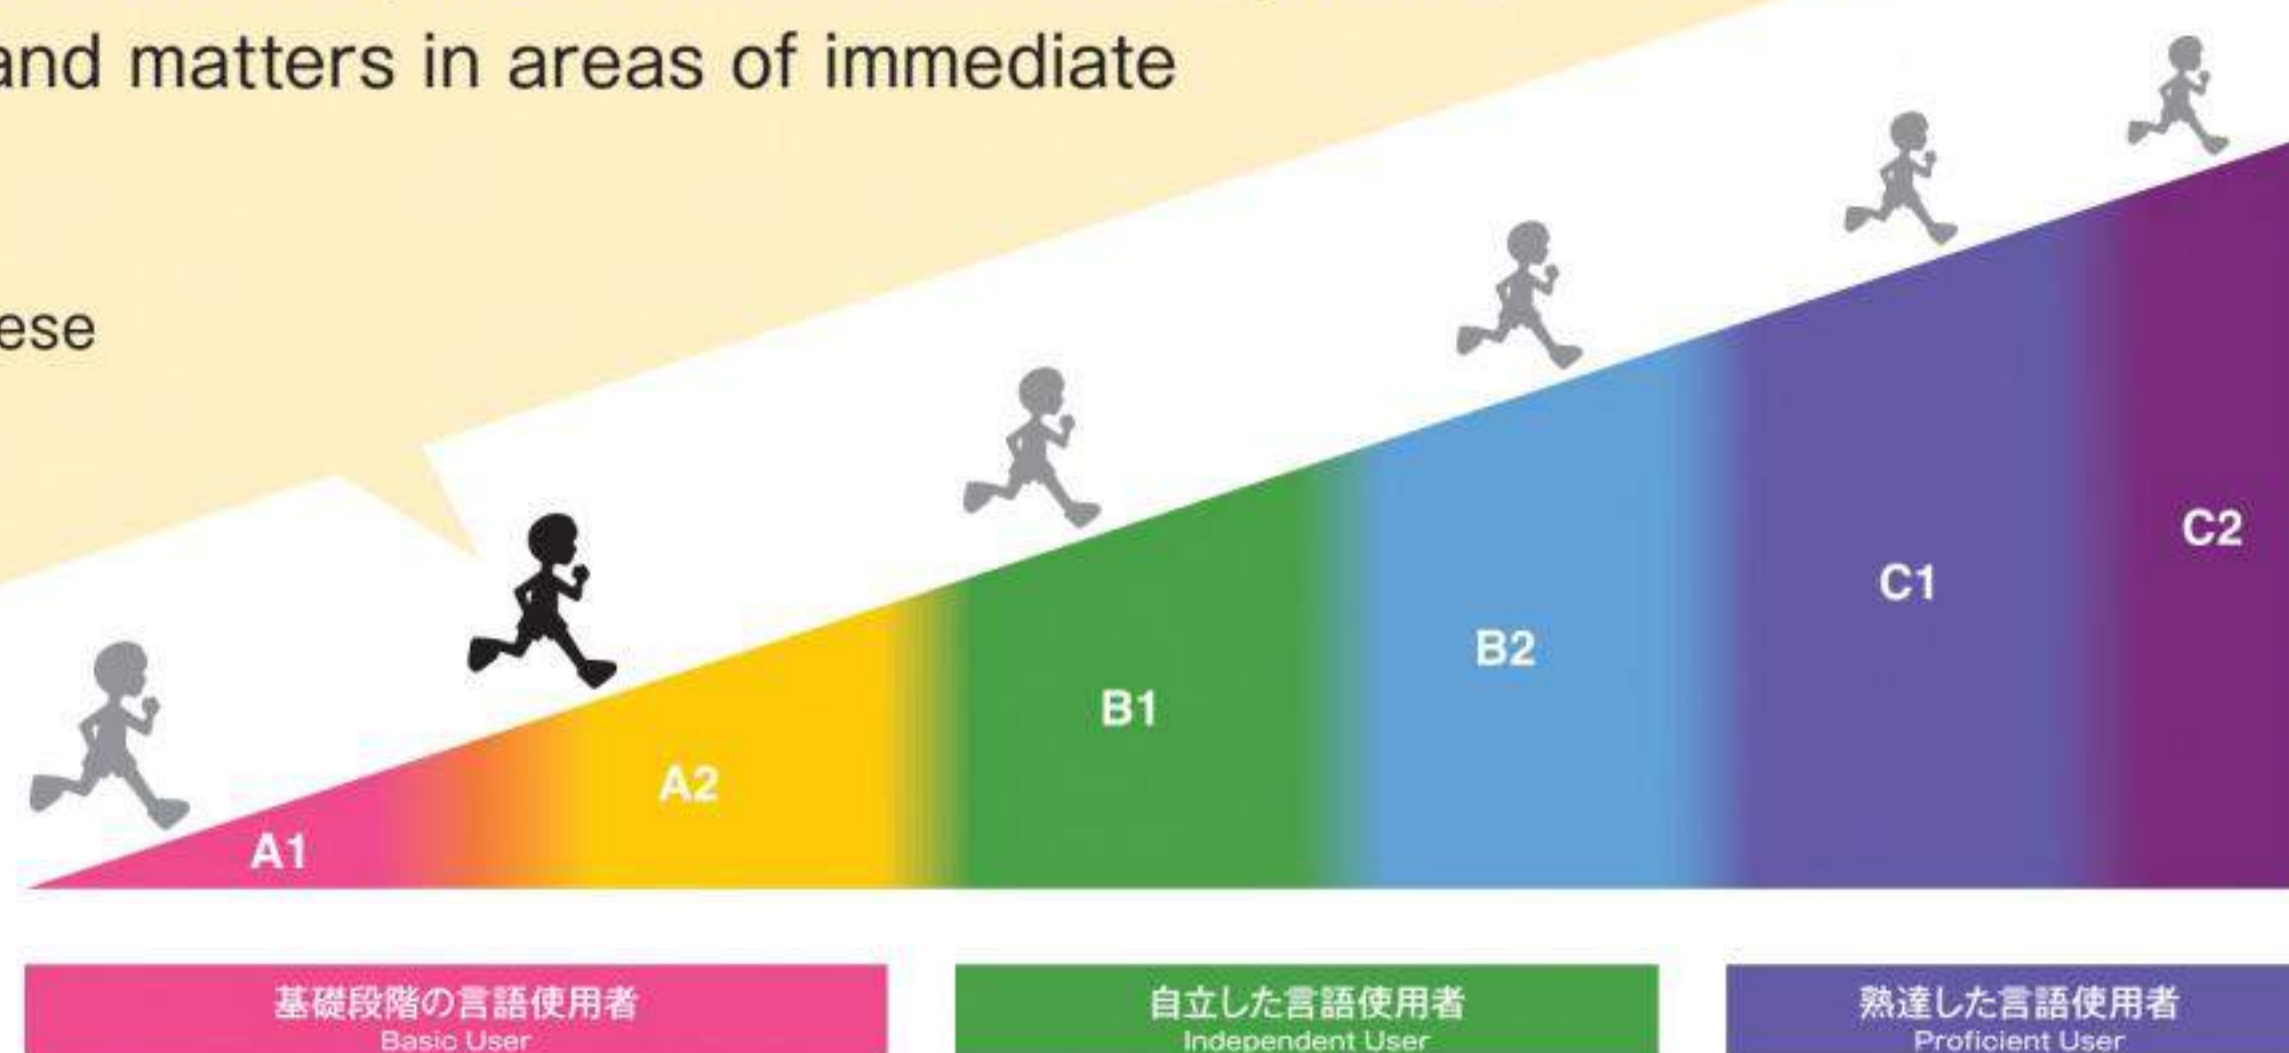 and matters in areas of immediate
ese
A1
A2
B1
B2
C1
C2
基礎段階の言語使用者
Basic User
自立した言語使用者
Independent User
熟達した言語使用者
Proficient User